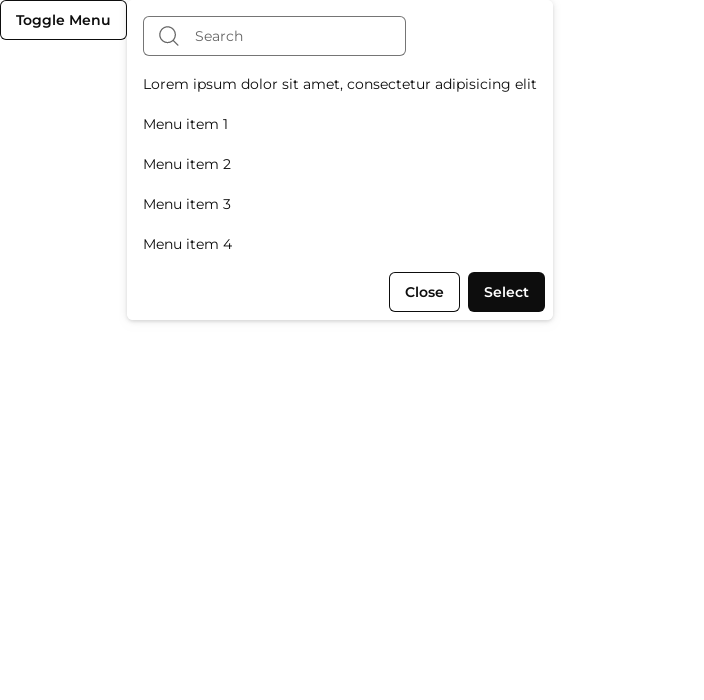 Toggle Menu
Search
Lorem ipsum dolor sit amet, consectetur adipisicing elit
Menu item 1
Menu item 2
Menu item 3
Menu item 4
Close
Select